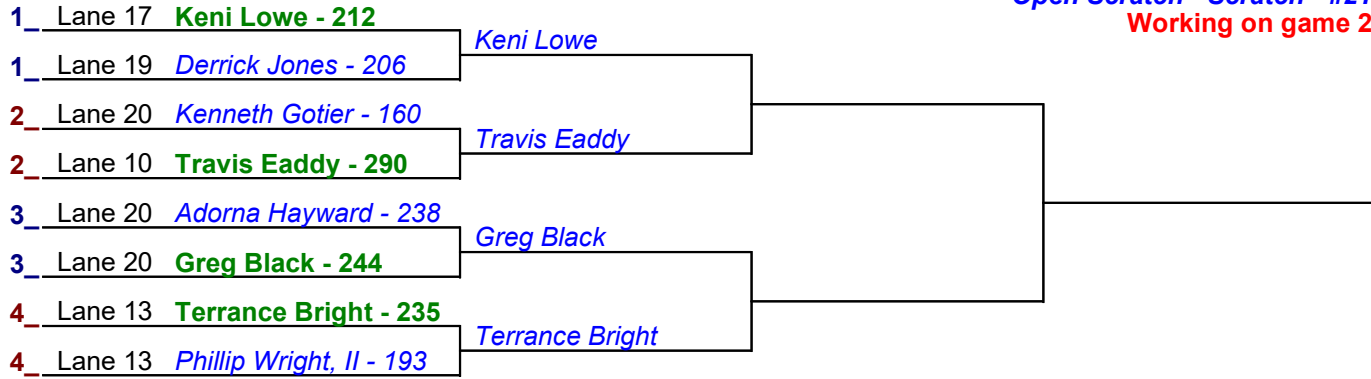 Working on game 2
1_ Lane 17 Keni Lowe - 212
Keni Lowe
1_ Lane 19 Derrick Jones - 206
2_ Lane 20 Kenneth Gotier - 160
Travis Eaddy
2_ Lane 10 Travis Eaddy - 290
3_ Lane 20 Adorna Hayward - 238
Greg Black
3_ Lane 20 Greg Black - 244
4_ Lane 13 Terrance Bright - 235
Terrance Bright
4_ Lane 13 Phillip Wright, II - 193